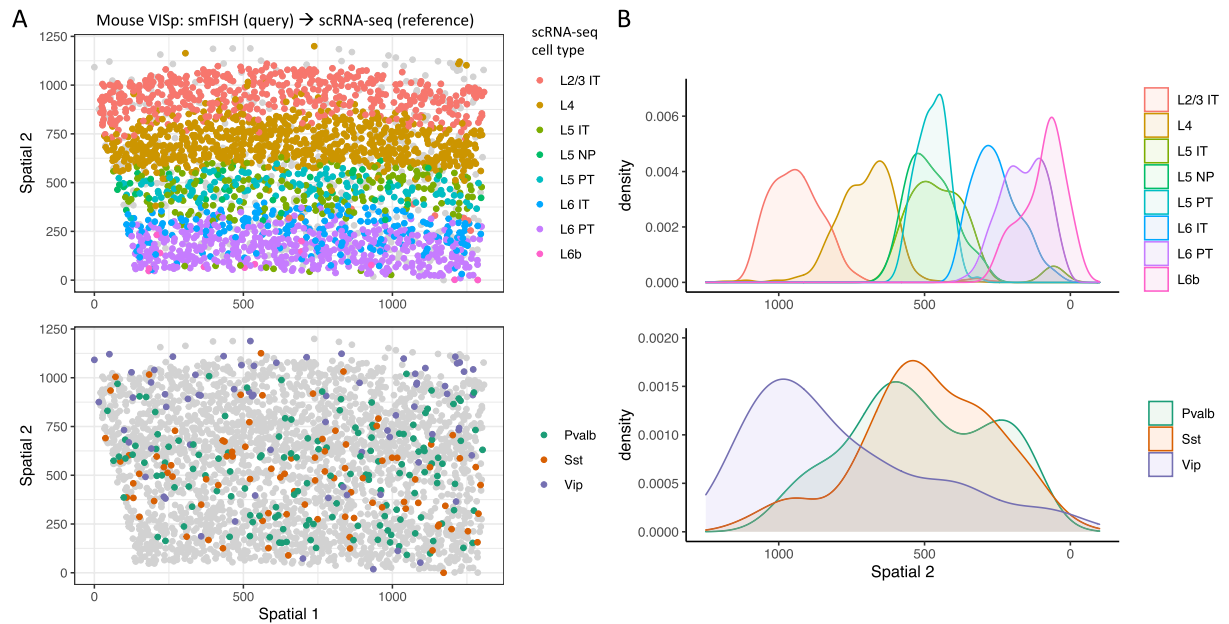 A
Mouse VISp: smFISH (query) → scRNA-seq (reference)
1250
1000
750
500
250
0
Spatial 2
0
500
1000
scRNA-seq
cell type
L2/3 IT
L4
L5 IT
L5 NP
L5 PT
L6 IT
L6 PT
L6b
1250
1000
750
500
250
0
Spatial 2
0
500
1000
Spatial 1
Pvalb
Sst
Vip
B
0.006
0.004
0.002
0.000
density
1000
500
0
L2/3 IT
L4
L5 IT
L5 NP
L5 PT
L6 IT
L6 PT
L6b
0.0020
0.0015
0.0010
0.0005
0.0000
density
1000
500
0
Spatial 2
Pvalb
Sst
Vip